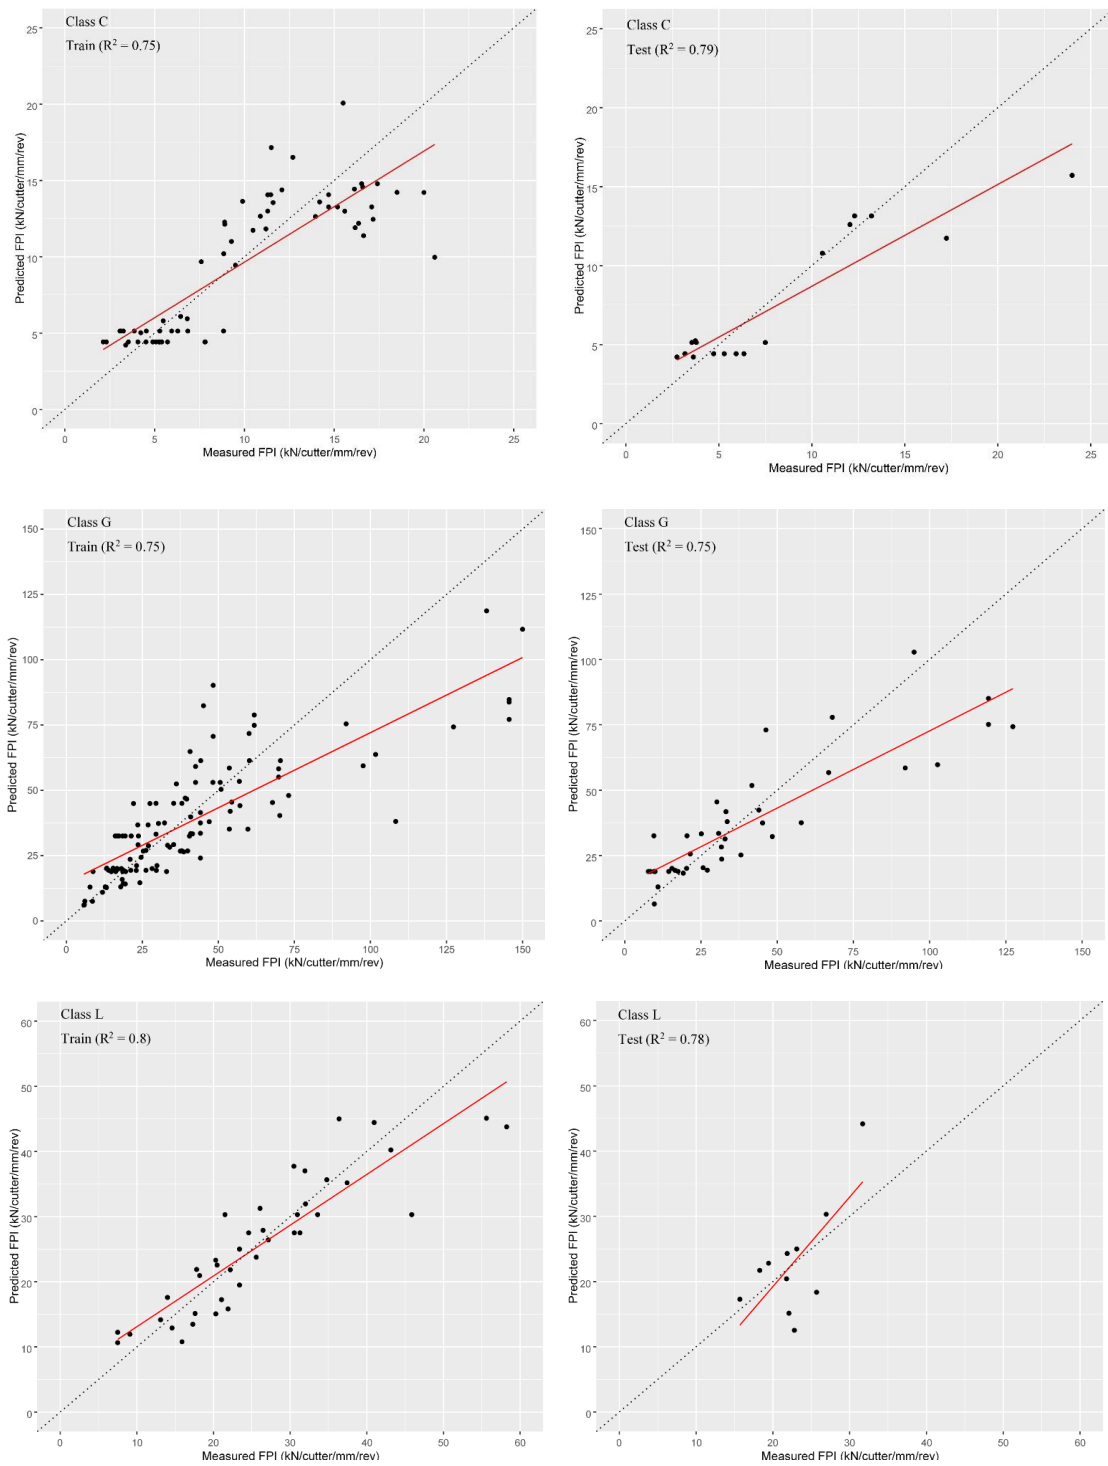 Class C
Train (R² = 0.75)
25
20
15
10
5
0
Predicted FPI (kN/cutter/mm/rev)
0 5 10 15 20 25
Measured FPI (kN/cutter/mm/rev)
Class C
Test (R² = 0.79)
25
20
15
10
5
0
Predicted FPI (kN/cutter/mm/rev)
0 5 10 15 20 25
Measured FPI (kN/cutter/mm/rev)
Class G
Train (R² = 0.75)
150
125
100
75
50
25
0
Predicted FPI (kN/cutter/mm/rev)
0 25 50 75 100 125 150
Measured FPI (kN/cutter/mm/rev)
Class G
Test (R² = 0.75)
150
125
100
75
50
25
0
Predicted FPI (kN/cutter/mm/rev)
0 25 50 75 100 125 150
Measured FPI (kN/cutter/mm/rev)
Class L
Train (R² = 0.8)
60
50
40
30
20
10
0
Predicted FPI (kN/cutter/mm/rev)
0 10 20 30 40 50 60
Measured FPI (kN/cutter/mm/rev)
Class L
Test (R² = 0.78)
60
50
40
30
20
10
0
Predicted FPI (kN/cutter/mm/rev)
0 10 20 30 40 50 60
Measured FPI (kN/cutter/mm/rev)